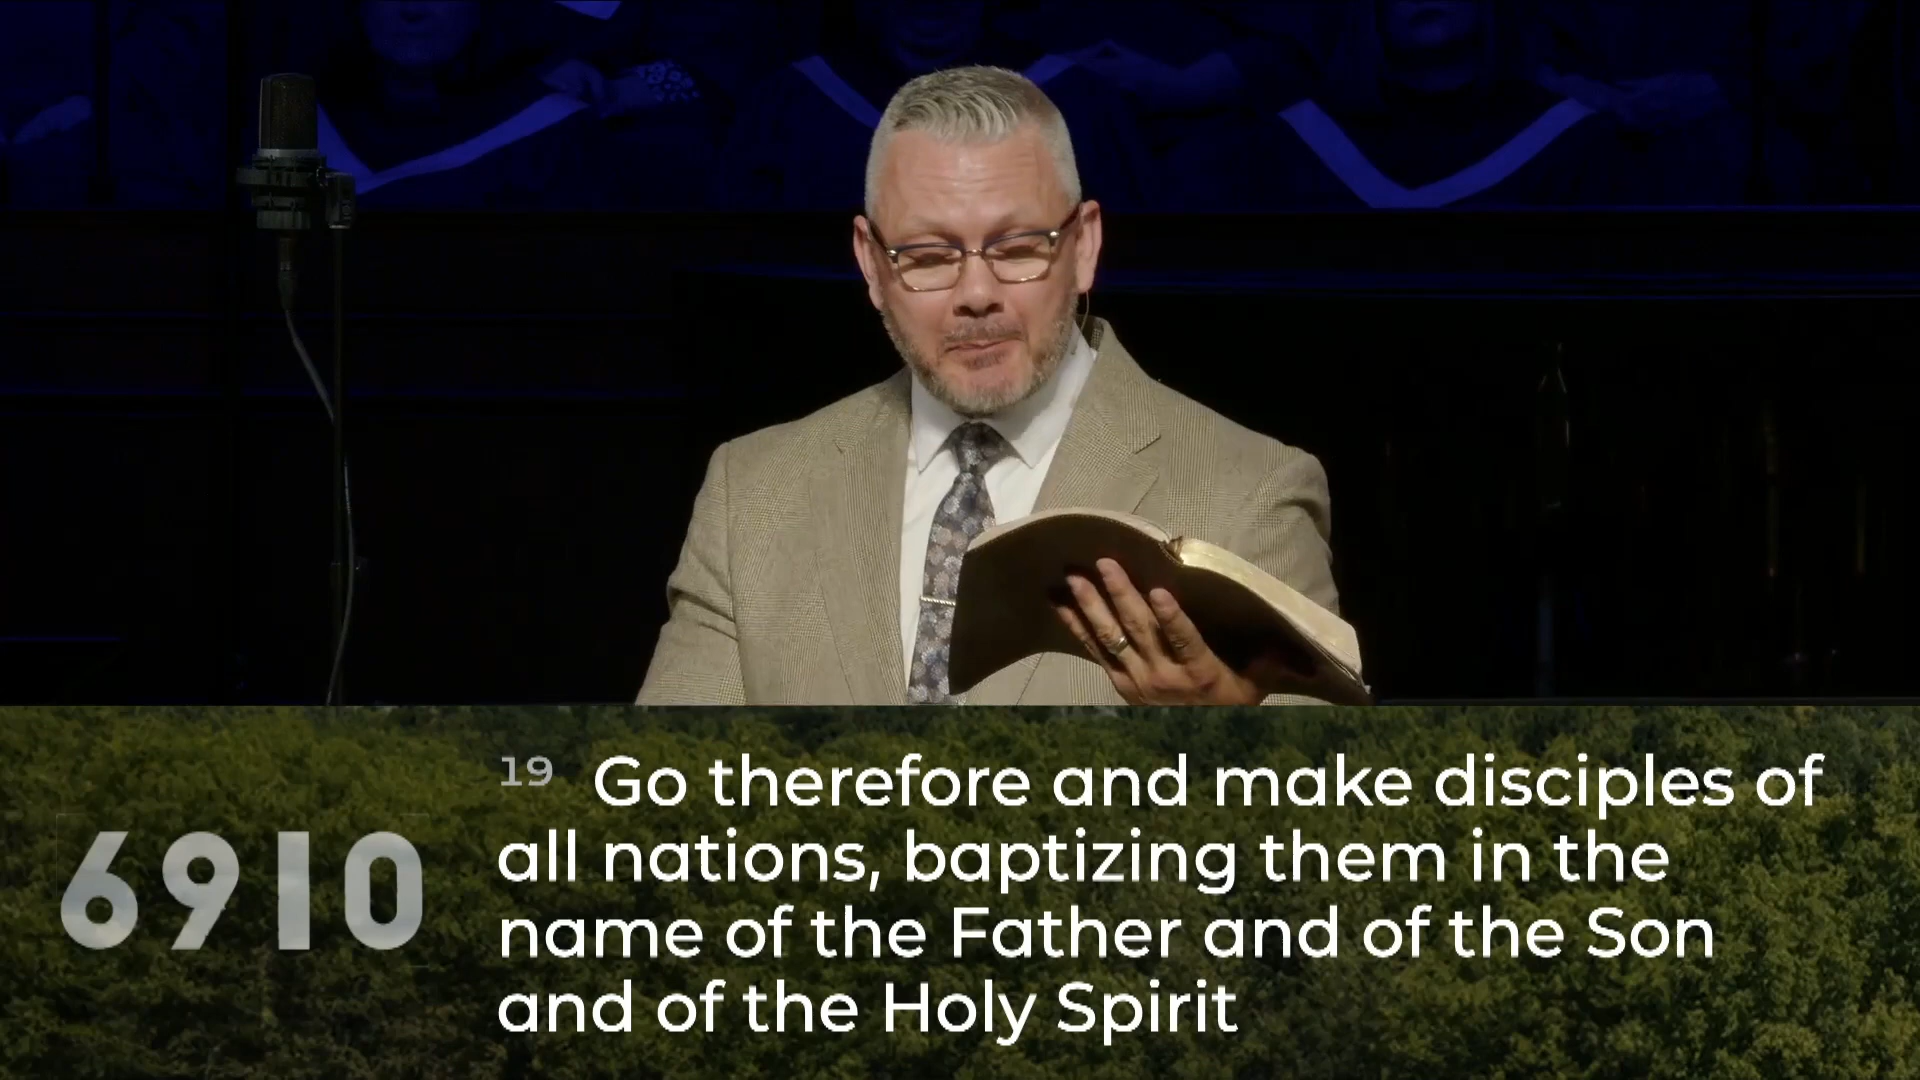 6910
19 Go therefore and make disciples of
all nations, baptizing them in the
name of the Father and of the Son
and of the Holy Spirit